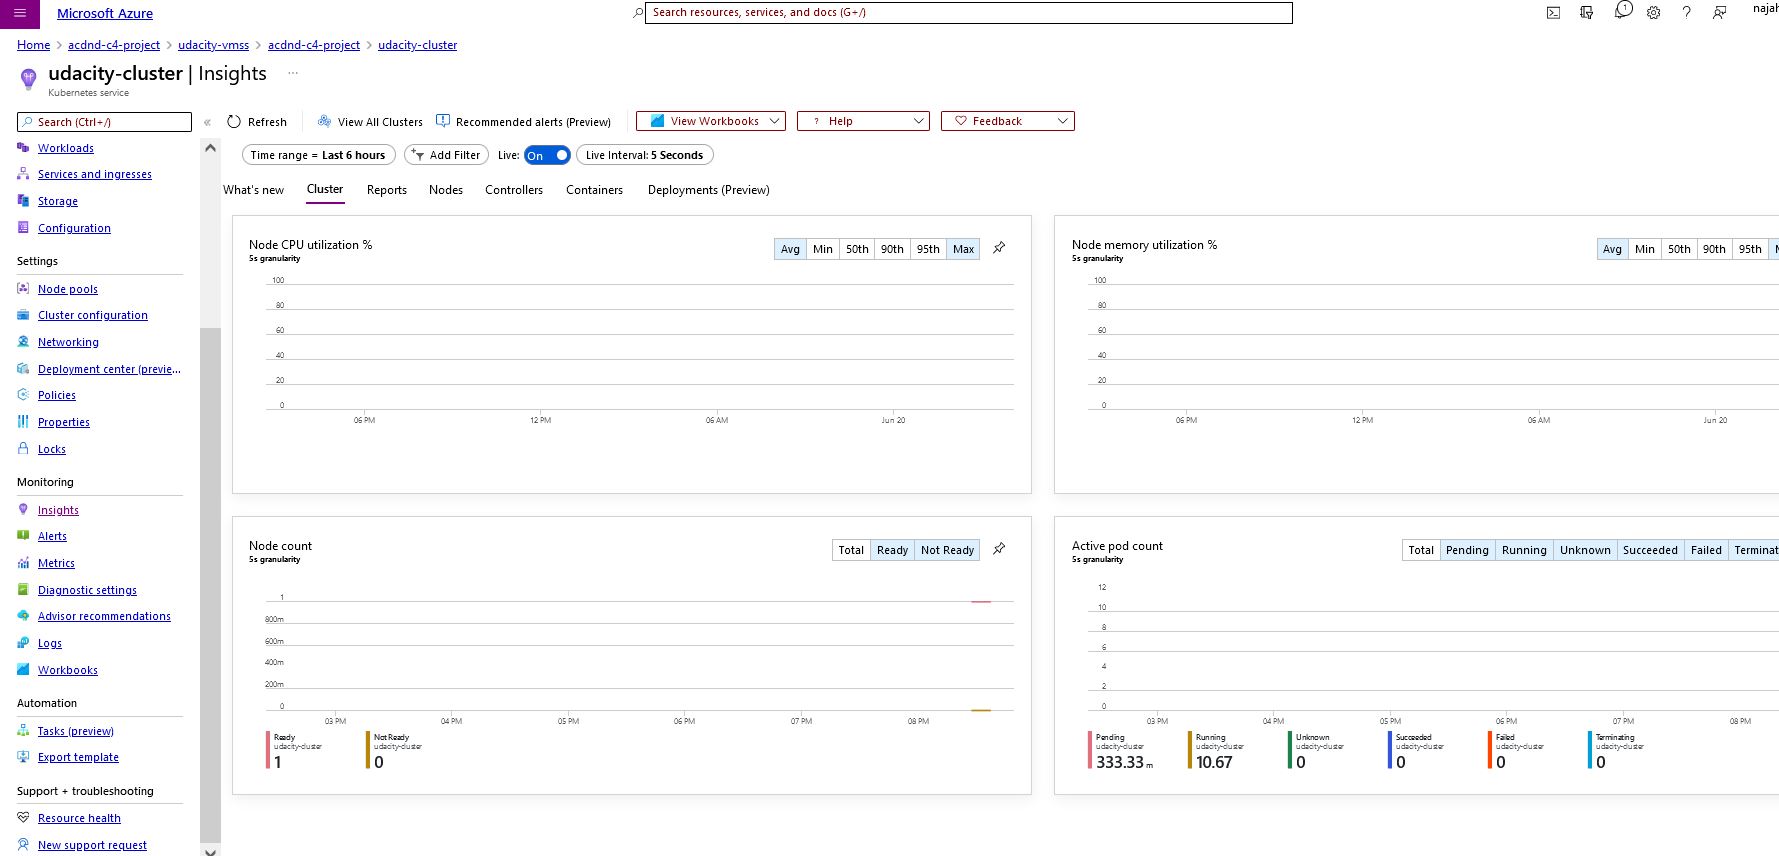 Microsoft Azure
Search resources, services, and docs (G+/)
1
Home > acdnd-c4-project > udacity-vmss > acdnd-c4-project > udacity-cluster
udacity-cluster | Insights ...
Kubernetes service
Search (Ctrl+/)
«
Refresh
View All Clusters
Recommended alerts (Preview)
View Workbooks
? Help
Feedback
Time range = Last 6 hours
Add Filter
Live: On
Live Interval: 5 Seconds
What's new
Cluster
Reports
Nodes
Controllers
Containers
Deployments (Preview)
Workloads
Services and ingresses
Storage
Configuration
Settings
Node pools
Cluster configuration
Networking
Deployment center (previe...
Policies
Properties
Locks
Monitoring
Insights
Alerts
Metrics
Diagnostic settings
Advisor recommendations
Logs
Workbooks
Automation
Tasks (preview)
Export template
Support + troubleshooting
Resource health
New support request
Node CPU utilization %
5s granularity
Avg Min 50th 90th 95th Max
100
80
60
40
20
0
06 PM 12 PM 06 AM Jun 20
Node memory utilization %
5s granularity
Avg Min 50th 90th 95th
100
80
60
40
20
0
06 PM 12 PM 06 AM Jun 20
Node count
5s granularity
Total Ready Not Ready
1
800m
600m
400m
200m
0
03 PM 04 PM 05 PM 06 PM 07 PM 08 PM
Ready
udacity-cluster
1
Not Ready
udacity-cluster
0
Active pod count
5s granularity
Total Pending Running Unknown Succeeded Failed Terminat
12
10
8
6
4
2
0
03 PM 04 PM 05 PM 06 PM 07 PM 08 PM
Pending
udacity-cluster
333.33 m
Running
udacity-cluster
10.67
Unknown
udacity-cluster
0
Succeeded
udacity-cluster
0
Failed
udacity-cluster
0
Terminating
udacity-cluster
0